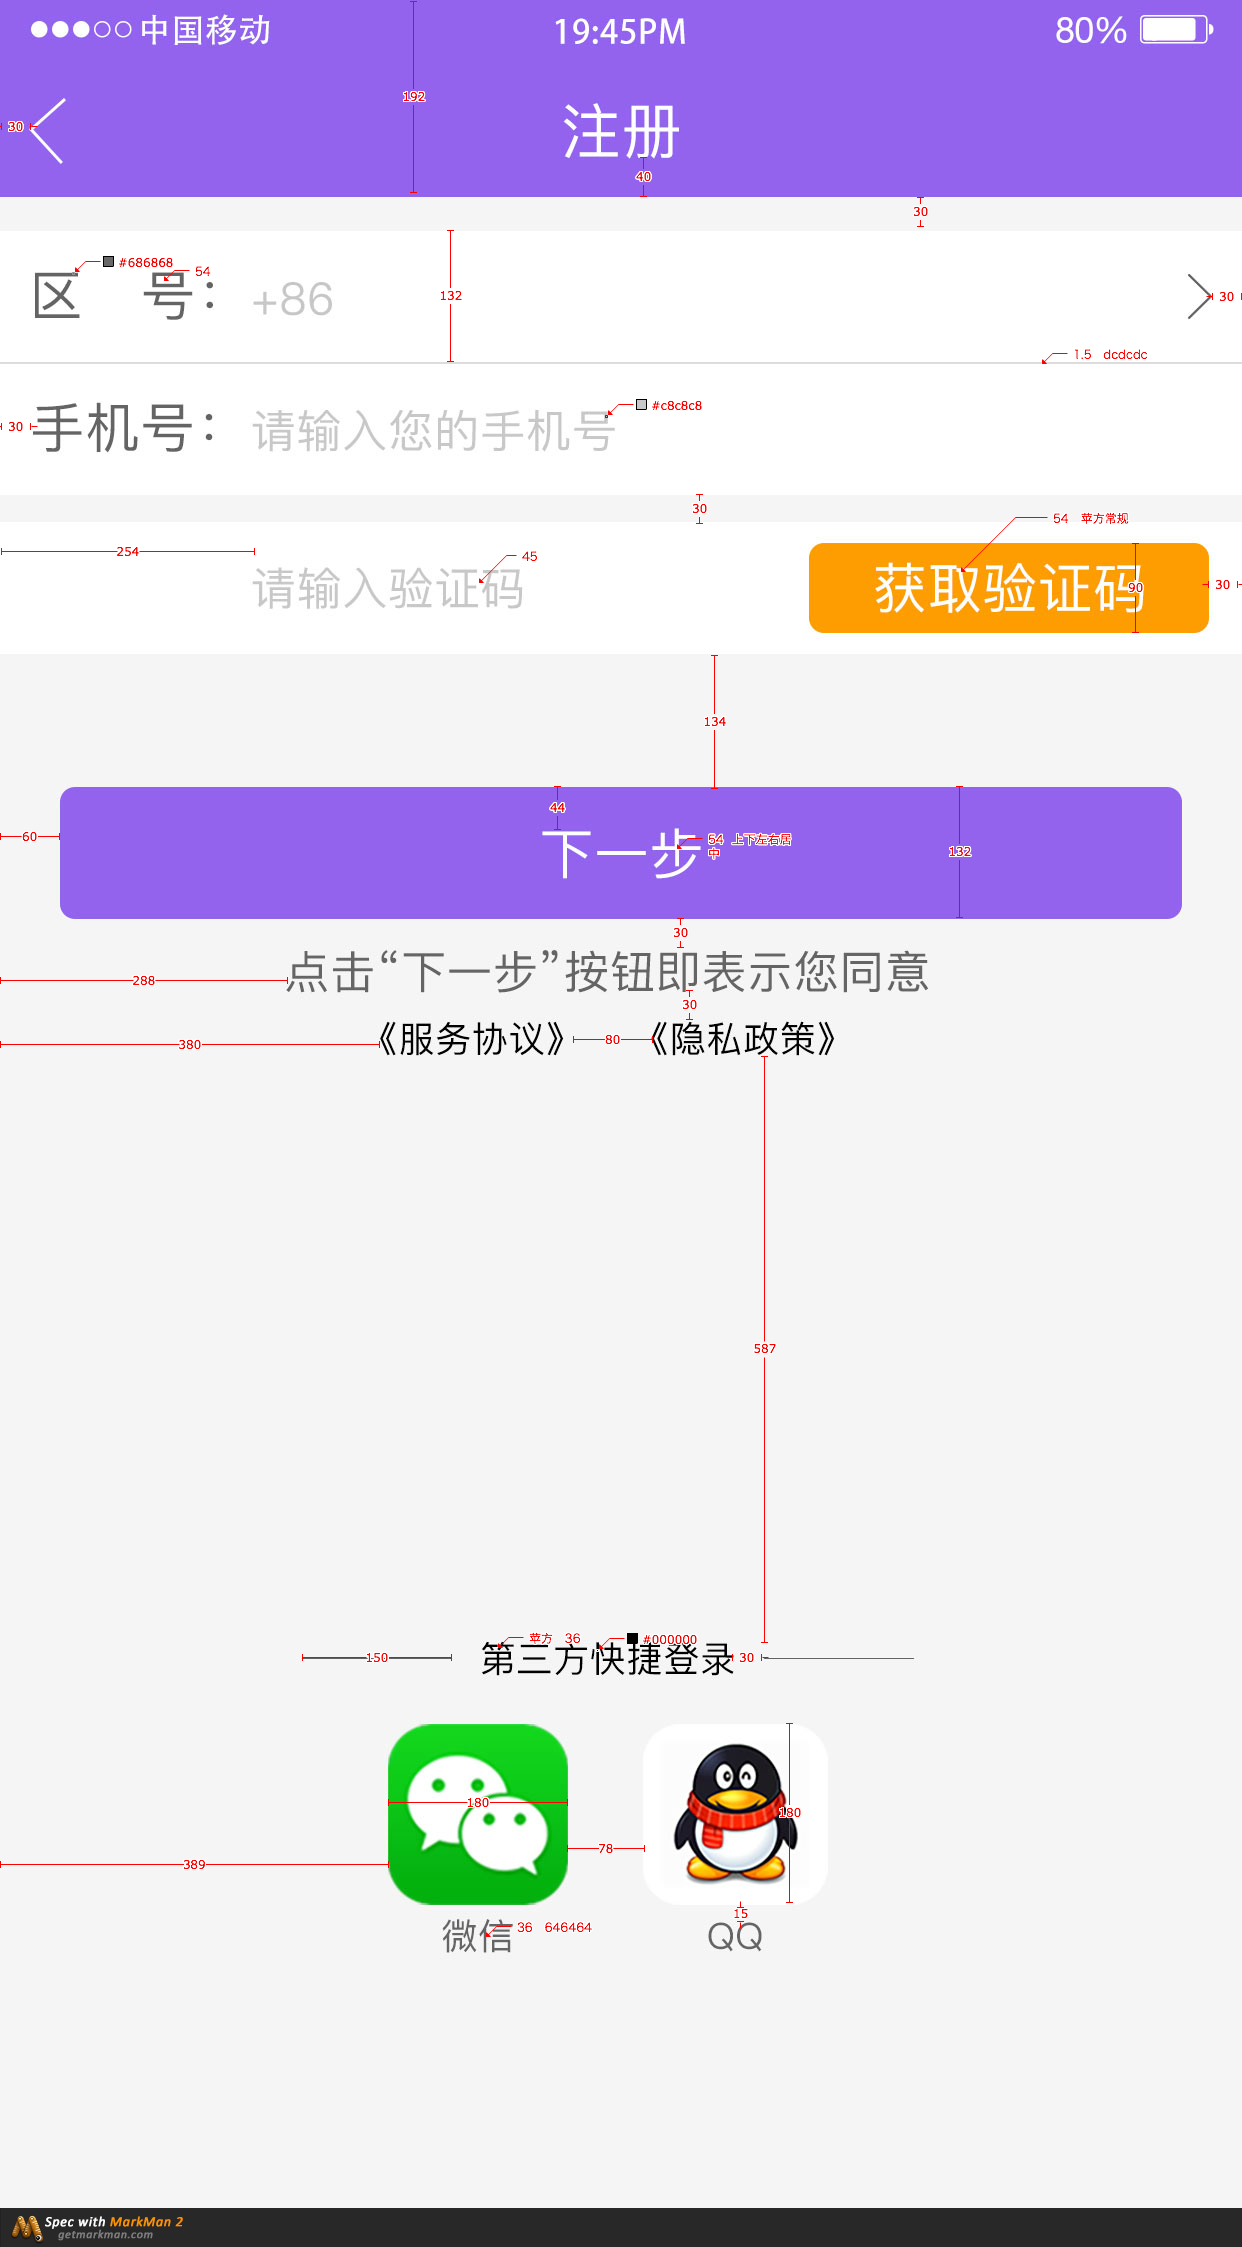 中国移动 19:45PM 80%
192
30 注册
40
30
#686868
54
区 号： +86 132 30
1.5 dcdcdc
#c8c8c8
30 手机号： 请输入您的手机号
30
54 苹方常规
254 45
请输入验证码 获取验证码 90 30
134
44
60 下一步 54 上下左右居中 132
30
288 点击“下一步”按钮即表示您同意
30
380 《服务协议》 80 《隐私政策》
587
苹方 36 #000000
150 第三方快捷登录 30
180 180
78
389
15
微信 36 646464 QQ
Spec with MarkMan 2
getmarkman.com